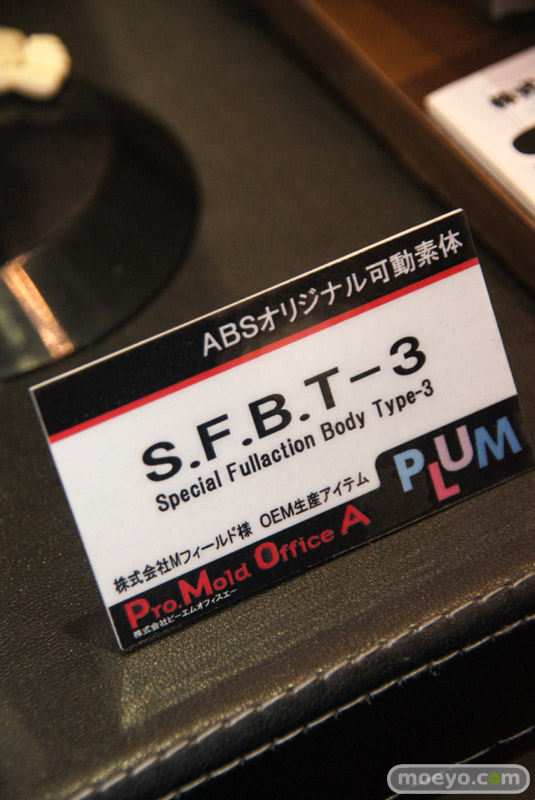 株式
ABSオリジナル可動素体
S.F.B.T-3
Special Fullaction Body Type-3
株式会社Mフィールド様 OEM生産アイテム
PLUM
Pro.Mold Office A
株式会社ピーエムオフィスエー
moeyo.com